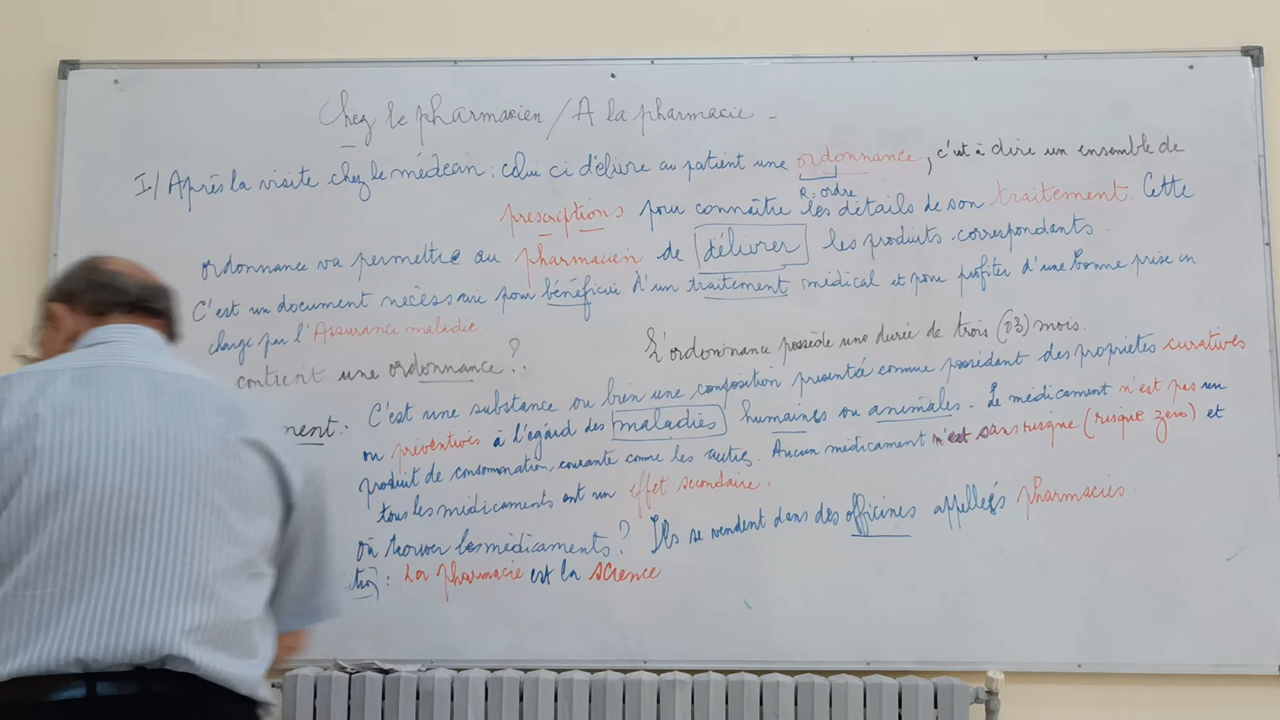 Chez le pharmacien / A la pharmacie -
I/ Après la visite chez le médecin : celui ci délivre au patient une ordonnance, c'est à dire un ensemble de
R: ordre
prescriptions pour connaître les détails de son traitement. Cette
ordonnance va permettre au pharmacien de délivrer les produits correspondants.
C'est un document nécessaire pour bénéficier d'un traitement médical et pour profiter d'une bonne prise en
charge par l'Assurance maladie.
contient une ordonnance ? L'ordonnance possède une durée de trois (03) mois.
ment : C'est une substance ou bien une composition presentée comme possédant des propriétés curatives
ou préventives à l'égard des maladies humaines ou animales. Le médicament n'est pas un
produit de consommation, courante comme les autres. Aucun médicament n'est sans risque (risque zero) et
tous les médicaments ont un effet secondaire.
où trouver les médicaments ? Ils se vendent dans des officines appellées pharmacies.
tion : La pharmacie est la science